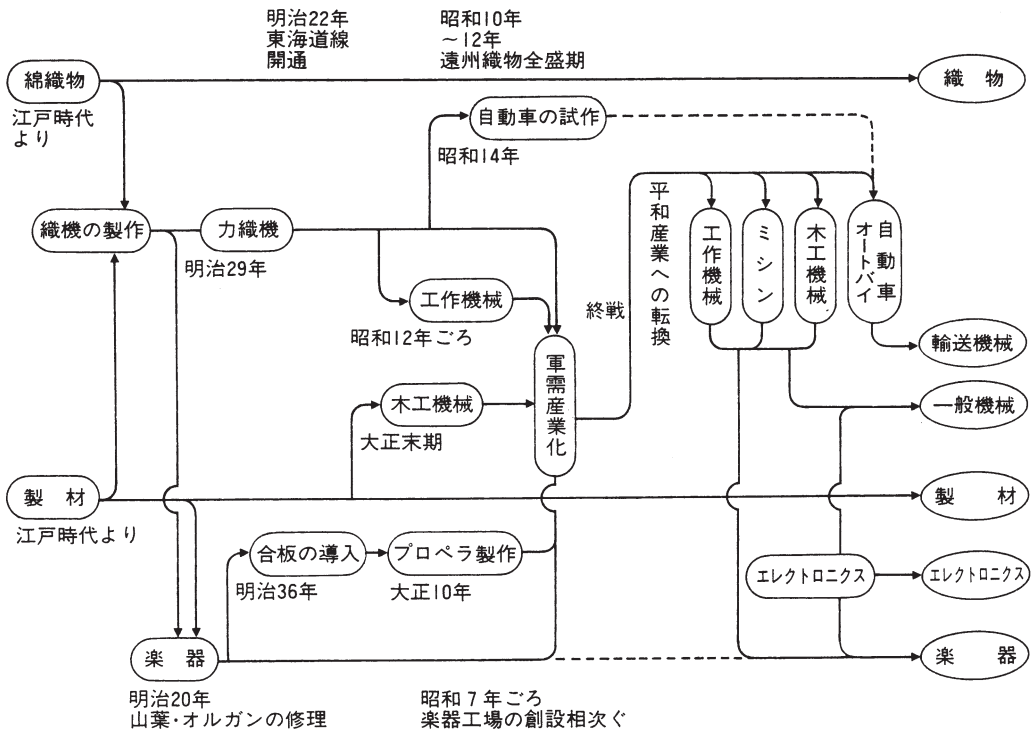 明治22年
東海道線
開通
昭和10年
～12年
遠州織物全盛期
綿織物
江戸時代
より
織物
自動車の試作
昭和14年
織機の製作
力織機
明治29年
工作機械
昭和12年ごろ
木工機械
大正末期
軍需産業化
終戦
平和産業への転換
工作機械
ミシン
木工機械
自動車
オートバイ
輸送機械
一般機械
製材
江戸時代より
製材
合板の導入
明治36年
プロペラ製作
大正10年
エレクトロニクス
エレクトロニクス
楽器
明治20年
山葉・オルガンの修理
昭和7年ごろ
楽器工場の創設相次ぐ
楽器